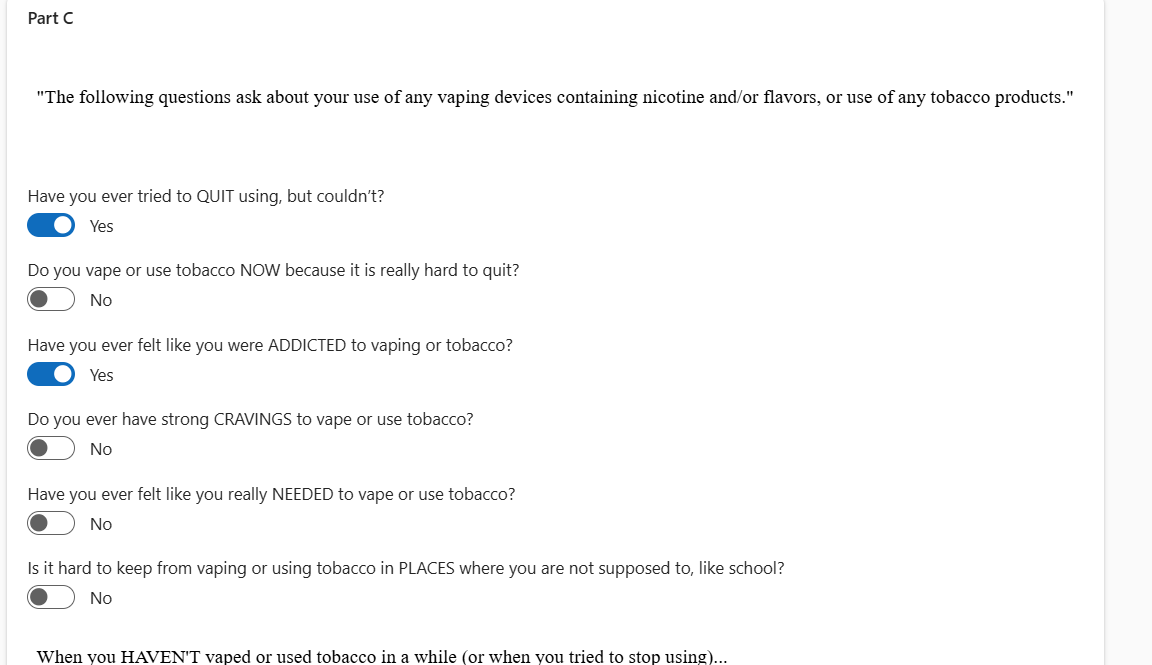 Part C
"The following questions ask about your use of any vaping devices containing nicotine and/or flavors, or use of any tobacco products."
Have you ever tried to QUIT using, but couldn’t?
Yes
Do you vape or use tobacco NOW because it is really hard to quit?
No
Have you ever felt like you were ADDICTED to vaping or tobacco?
Yes
Do you ever have strong CRAVINGS to vape or use tobacco?
No
Have you ever felt like you really NEEDED to vape or use tobacco?
No
Is it hard to keep from vaping or using tobacco in PLACES where you are not supposed to, like school?
No
When you HAVEN'T vaped or used tobacco in a while (or when you tried to stop using)...